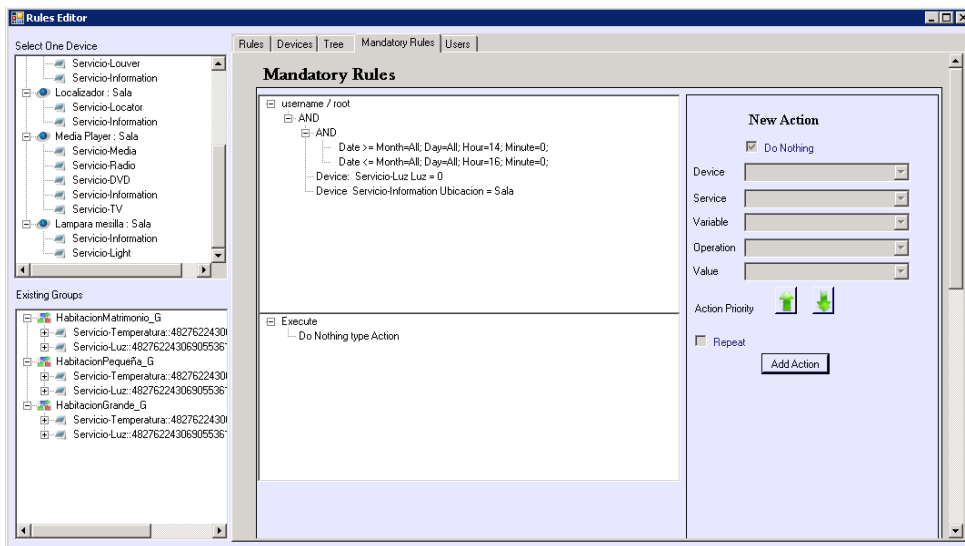 Rules Editor
Select One Device
Servicio-Louver
Servicio-Information
Localizador : Sala
Servicio-Locator
Servicio-Information
Media Player : Sala
Servicio-Media
Servicio-Radio
Servicio-DVD
Servicio-Information
Servicio-TV
Lampara mesilla : Sala
Servicio-Information
Servicio-Light
Existing Groups
HabitacionMatrimonio_G
Servicio-Temperatura::4827622430
Servicio-Luz::48276224306905536
HabitacionPequeña_G
Servicio-Temperatura::4827622430
Servicio-Luz::48276224306905536
HabitacionGrande_G
Servicio-Temperatura::4827622430
Servicio-Luz::48276224306905536
Rules Devices Tree Mandatory Rules Users
Mandatory Rules
username / root
AND
AND
Date >= Month=All; Day=All; Hour=14; Minute=0;
Date <= Month=All; Day=All; Hour=16; Minute=0;
Device: Servicio-Luz Luz = 0
Device Servicio-Information Ubicacion = Sala
Execute
Do Nothing type Action
New Action
Do Nothing
Device
Service
Variable
Operation
Value
Action Priority
Repeat
Add Action